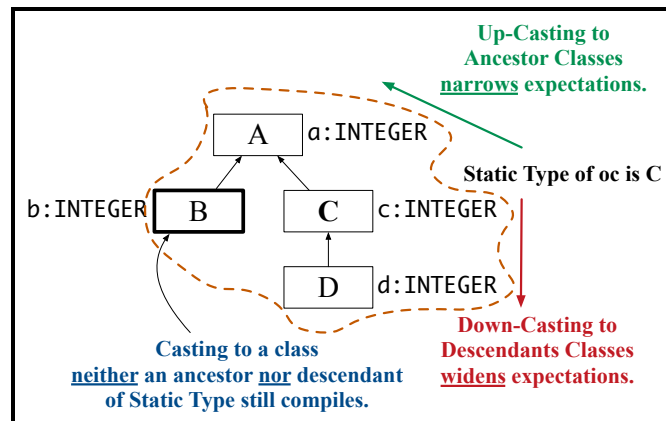 Up-Casting to
Ancestor Classes
narrows expectations.
A
a:INTEGER
Static Type of oc is C
b:INTEGER
B
C
c:INTEGER
D
d:INTEGER
Casting to a class
neither an ancestor nor descendant
of Static Type still compiles.
Down-Casting to
Descendants Classes
widens expectations.